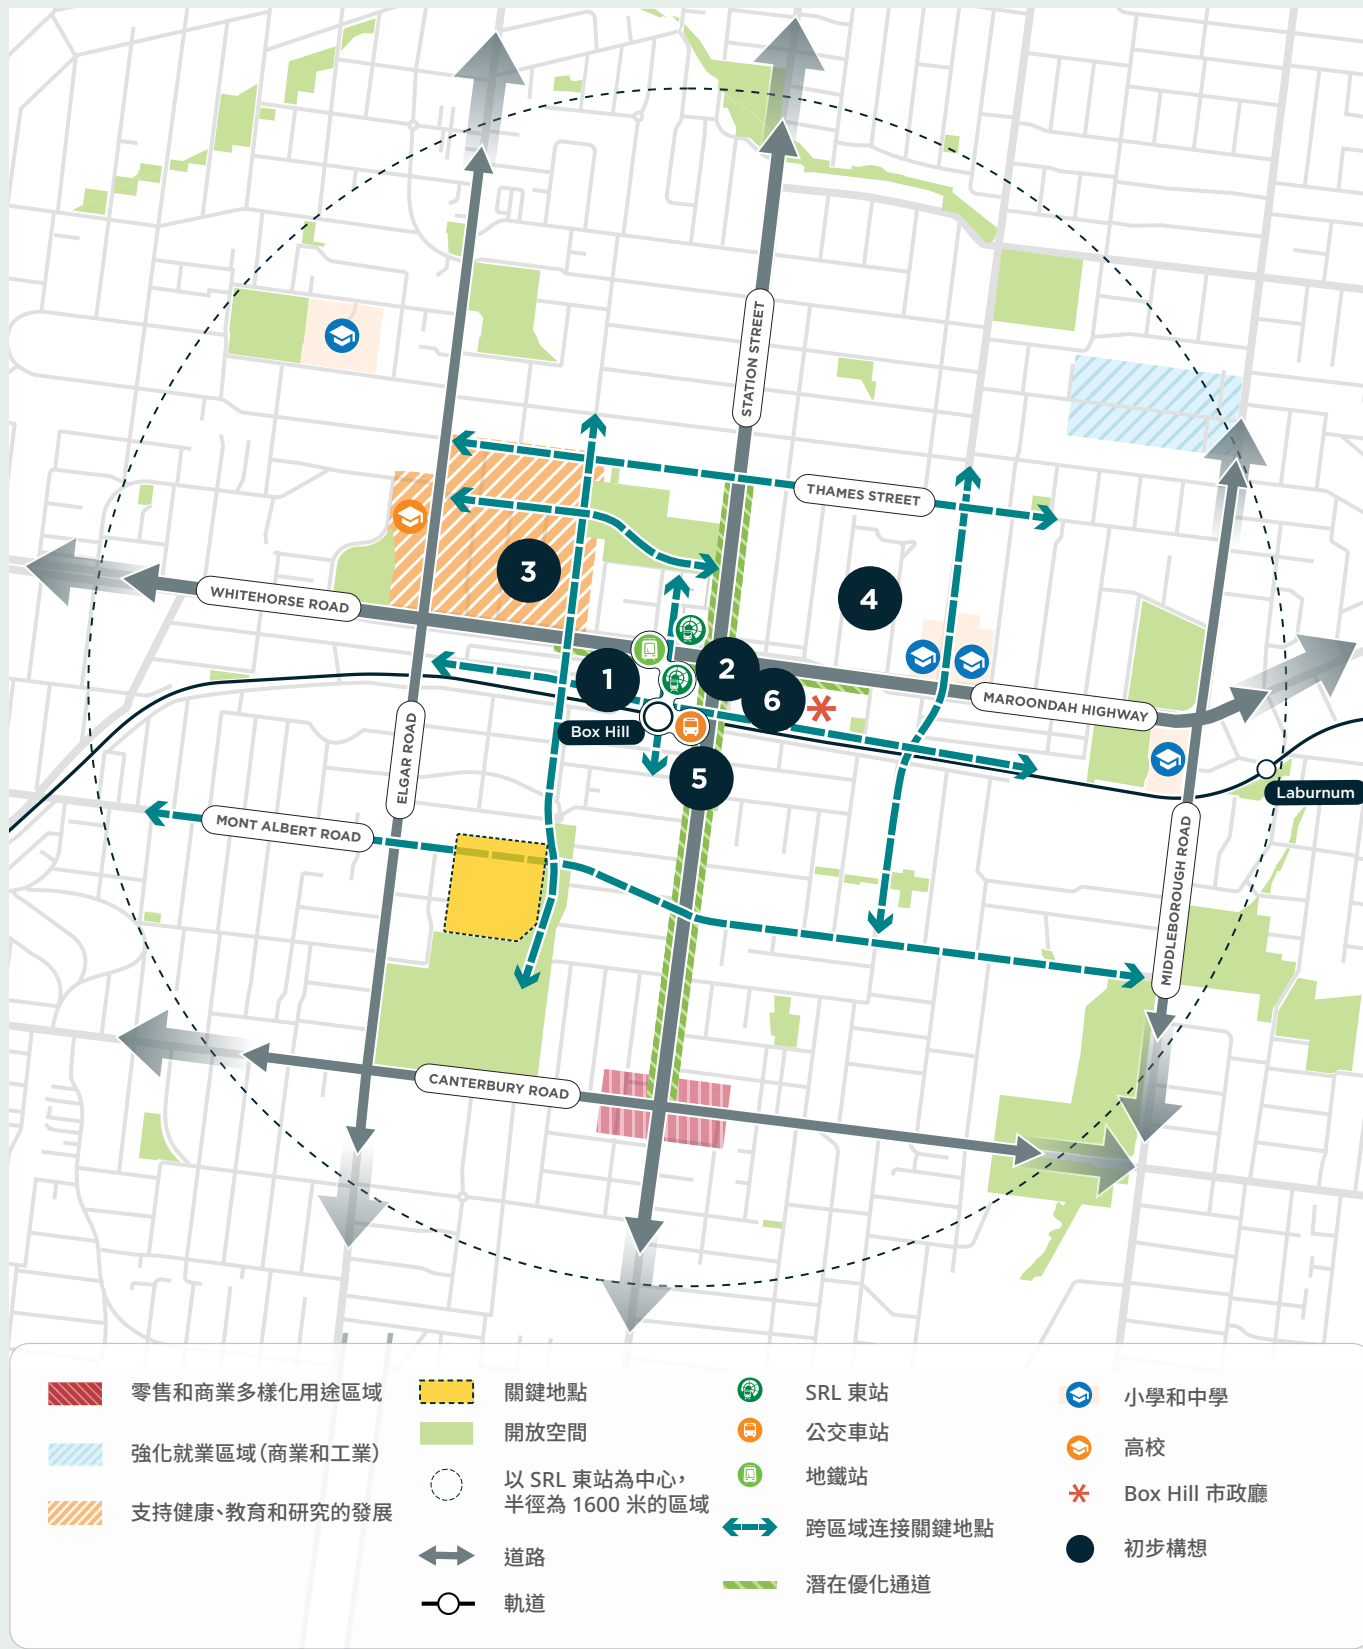 STATION STREET
THAMES STREET
3
4
WHITEHORSE ROAD
1
2
6
MAROONDAH HIGHWAY
Box Hill
ELGAR ROAD
5
Laburnum
MONT ALBERT ROAD
MIDDLEBOROUGH ROAD
CANTERBURY ROAD
零售和商業多樣化用途區域
強化就業區域（商業和工業）
支持健康、教育和研究的發展
關鍵地點
開放空間
以 SRL 東站為中心，
半徑為 1600 米的區域
道路
軌道
SRL 東站
公交車站
地鐵站
跨區域连接關鍵地點
潛在優化通道
小學和中學
高校
Box Hill 市政廳
初步構想